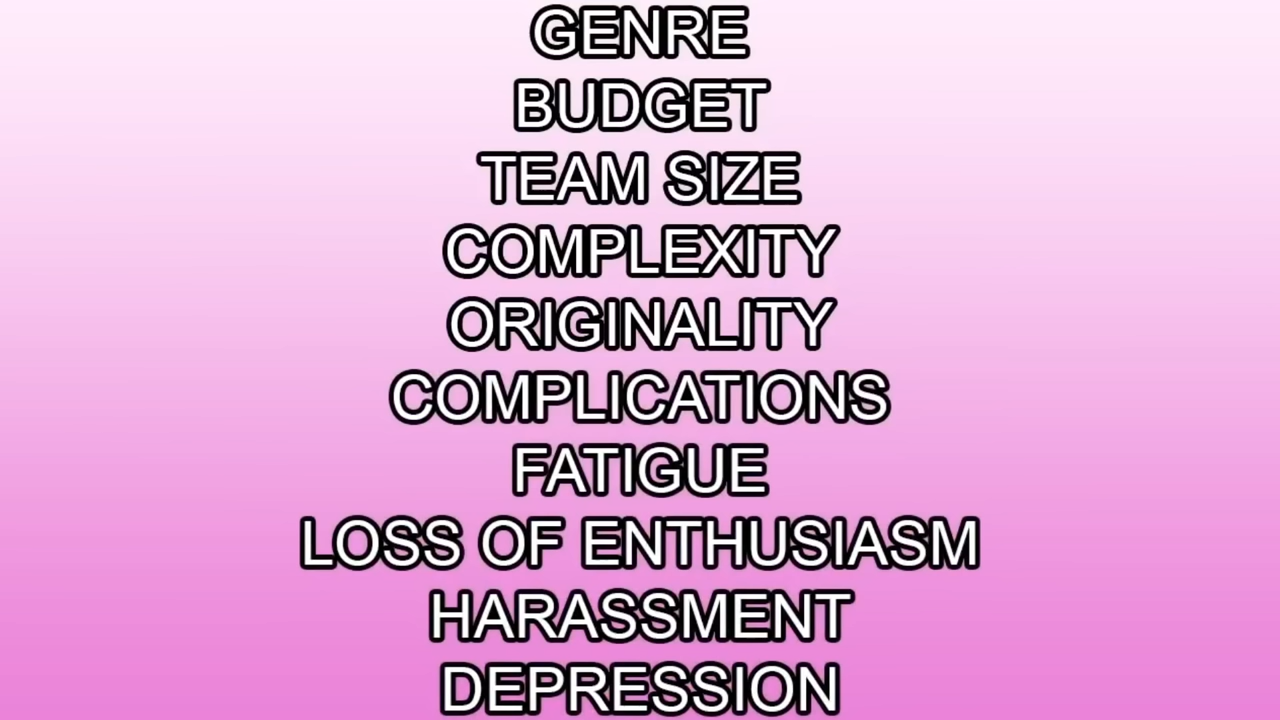 GENRE
BUDGET
TEAM SIZE
COMPLEXITY
ORIGINALITY
COMPLICATIONS
FATIGUE
LOSS OF ENTHUSIASM
HARASSMENT
DEPRESSION